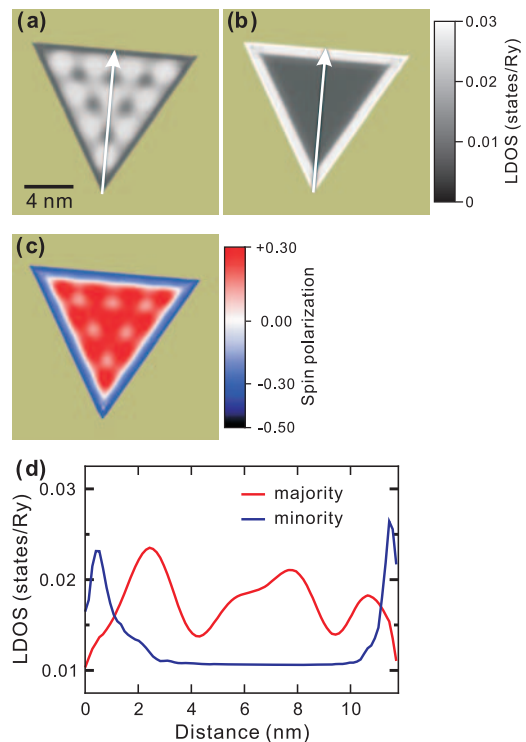 (a)
4 nm
(b)
0.03
0.02
0.01
0
LDOS (states/Ry)
(c)
+0.30
0.00
-0.30
-0.50
Spin polarization
(d)
LDOS (states/Ry)
0.03
0.02
0.01
majority
minority
0 2 4 6 8 10
Distance (nm)